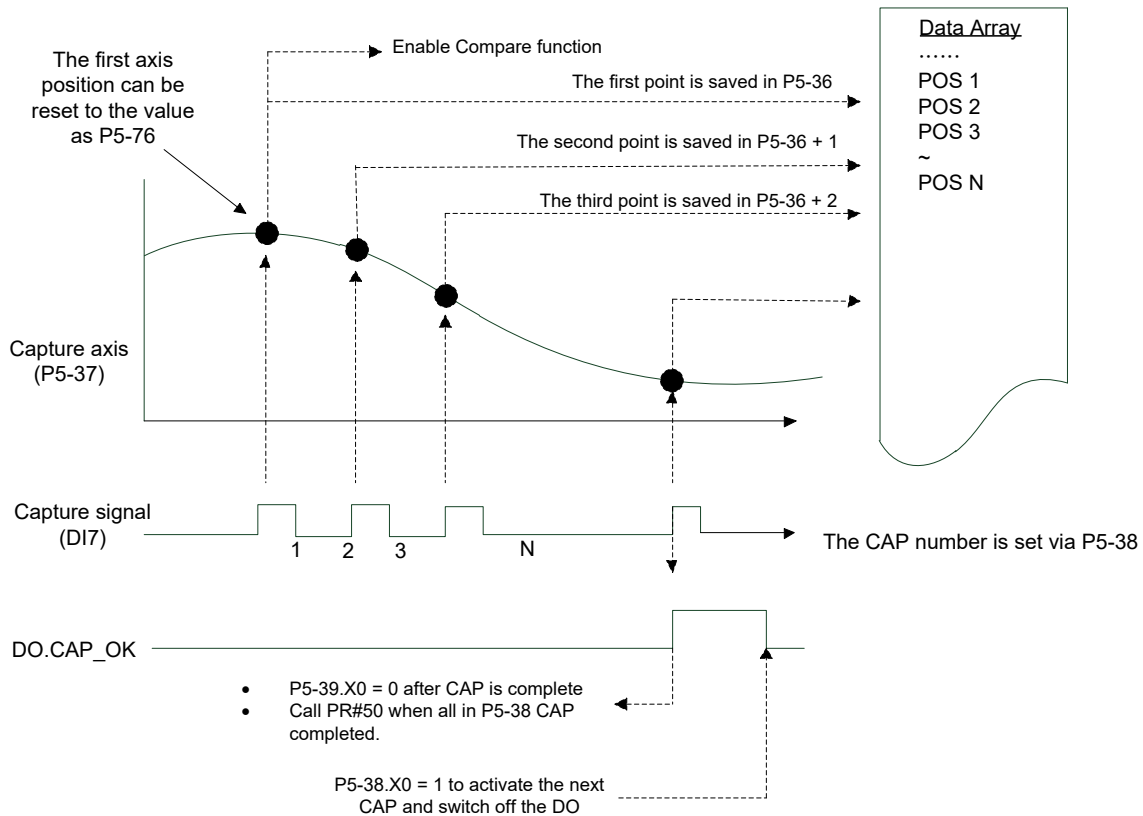 The first axis
position can be
reset to the value
as P5-76
Enable Compare function
The first point is saved in P5-36
The second point is saved in P5-36 + 1
The third point is saved in P5-36 + 2
Data Array
......
POS 1
POS 2
POS 3
~
POS N
Capture axis
(P5-37)
Capture signal
(DI7)
1 2 3 N
The CAP number is set via P5-38
DO.CAP_OK
• P5-39.X0 = 0 after CAP is complete
• Call PR#50 when all in P5-38 CAP
completed.
P5-38.X0 = 1 to activate the next
CAP and switch off the DO